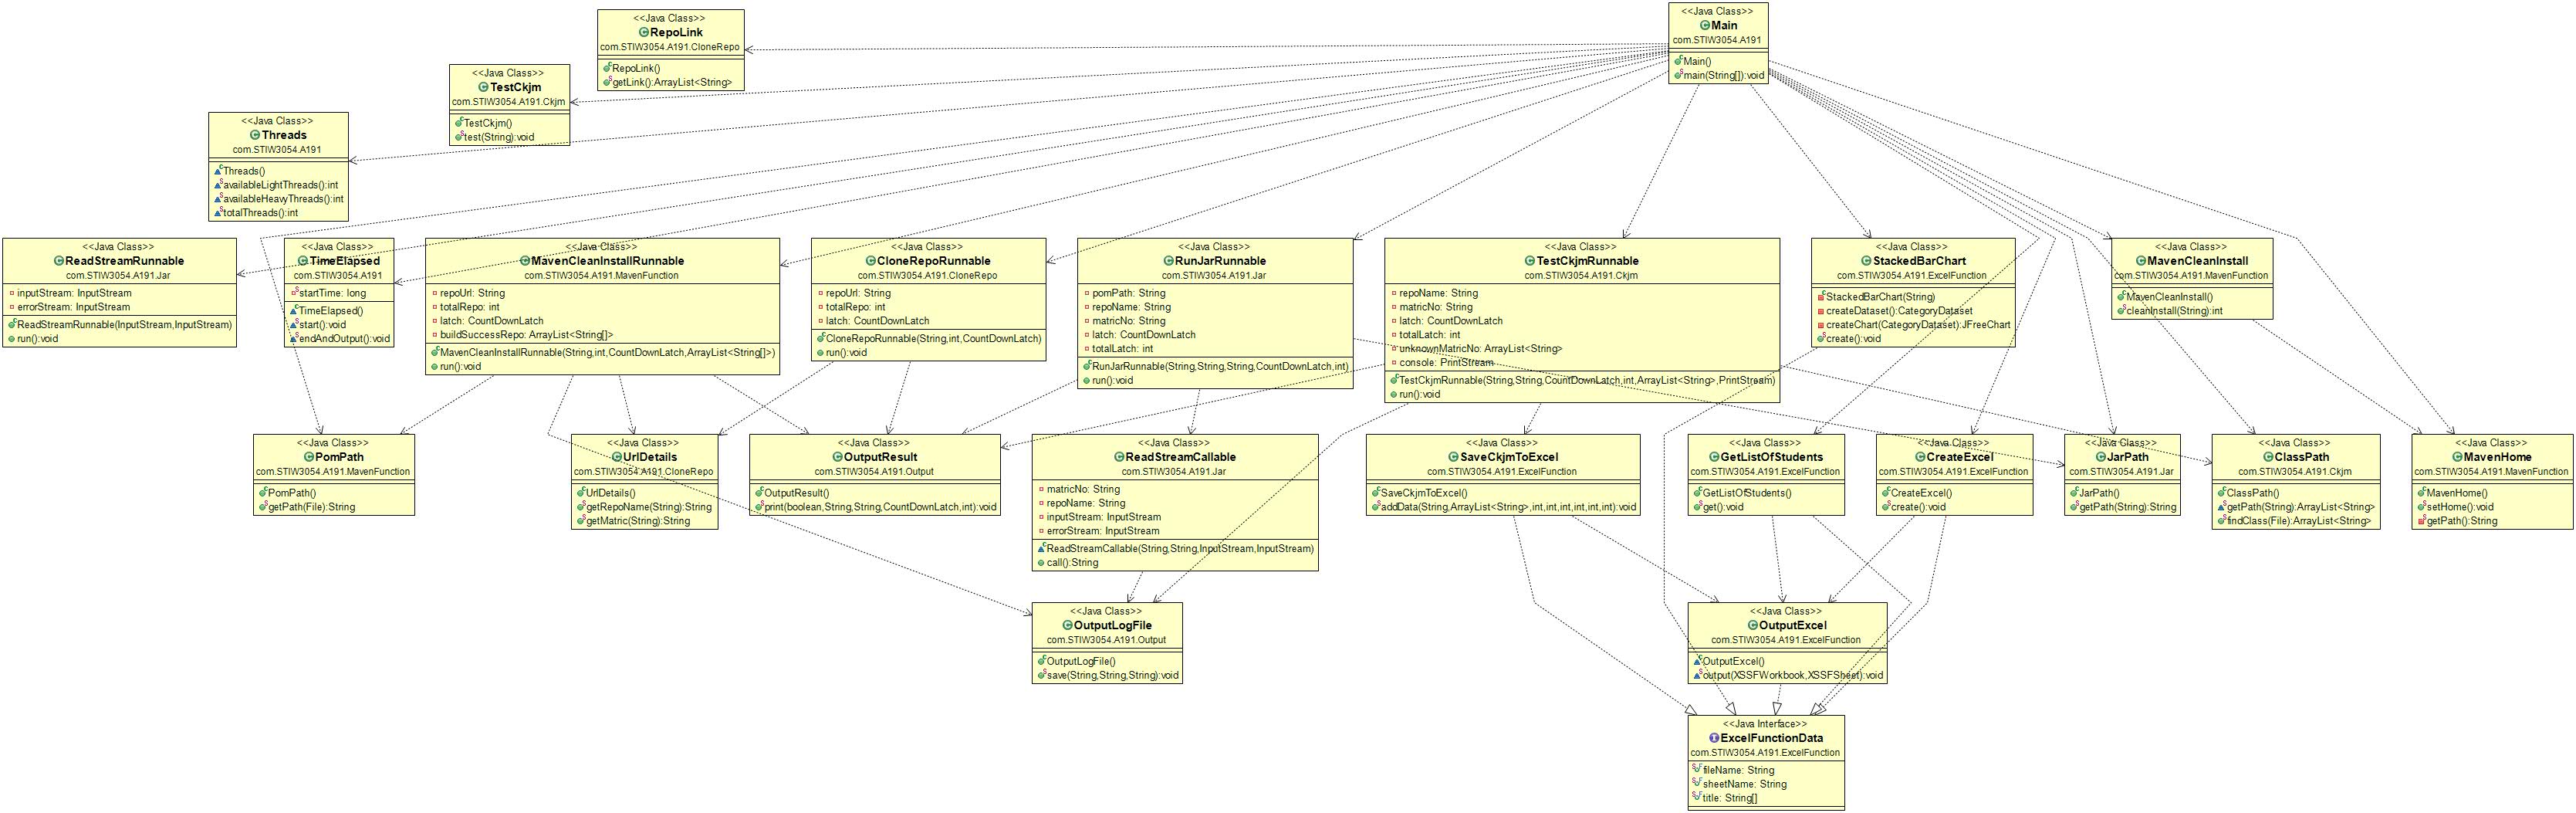 <<Java Class>>
RepoLink
com.STIW3054.A191.CloneRepo
RepoLink()
getLink():ArrayList<String>
<<Java Class>>
Main
com.STIW3054.A191
Main()
main(String[]):void
<<Java Class>>
TestCkjm
com.STIW3054.A191.Ckjm
TestCkjm()
test(String):void
<<Java Class>>
Threads
com.STIW3054.A191
Threads()
availableLightThreads():int
availableHeavyThreads():int
totalThreads():int
<<Java Class>>
ReadStreamRunnable
com.STIW3054.A191.Jar
inputStream: InputStream
errorStream: InputStream
ReadStreamRunnable(InputStream,InputStream)
run():void
<<Java Class>>
TimeElapsed
com.STIW3054.A191
startTime: long
TimeElapsed()
start():void
endAndOutput():void
<<Java Class>>
MavenCleanInstallRunnable
com.STIW3054.A191.MavenFunction
repoUrl: String
totalRepo: int
latch: CountDownLatch
buildSuccessRepo: ArrayList<String[]>
MavenCleanInstallRunnable(String,int,CountDownLatch,ArrayList<String[]>)
run():void
<<Java Class>>
CloneRepoRunnable
com.STIW3054.A191.CloneRepo
repoUrl: String
totalRepo: int
latch: CountDownLatch
CloneRepoRunnable(String,int,CountDownLatch)
run():void
<<Java Class>>
RunJarRunnable
com.STIW3054.A191.Jar
pomPath: String
repoName: String
matricNo: String
latch: CountDownLatch
totalLatch: int
RunJarRunnable(String,String,String,CountDownLatch,int)
run():void
<<Java Class>>
TestCkjmRunnable
com.STIW3054.A191.Ckjm
repoName: String
matricNo: String
latch: CountDownLatch
totalLatch: int
unknownMatricNo: ArrayList<String>
console: PrintStream
TestCkjmRunnable(String,String,CountDownLatch,int,ArrayList<String>,PrintStream)
run():void
<<Java Class>>
StackedBarChart
com.STIW3054.A191.ExcelFunction
StackedBarChart(String)
createDataset():CategoryDataset
createChart(CategoryDataset):JFreeChart
create():void
<<Java Class>>
MavenCleanInstall
com.STIW3054.A191.MavenFunction
MavenCleanInstall()
cleanInstall(String):int
<<Java Class>>
PomPath
com.STIW3054.A191.MavenFunction
PomPath()
getPath(File):String
<<Java Class>>
UrlDetails
com.STIW3054.A191.CloneRepo
UrlDetails()
getRepoName(String):String
getMatric(String):String
<<Java Class>>
OutputResult
com.STIW3054.A191.Output
OutputResult()
print(boolean,String,String,CountDownLatch,int):void
<<Java Class>>
ReadStreamCallable
com.STIW3054.A191.Jar
matricNo: String
repoName: String
inputStream: InputStream
errorStream: InputStream
ReadStreamCallable(String,String,InputStream,InputStream)
call():String
<<Java Class>>
SaveCkjmToExcel
com.STIW3054.A191.ExcelFunction
SaveCkjmToExcel()
addData(String,ArrayList<String>,int,int,int,int,int,int):void
<<Java Class>>
GetListOfStudents
com.STIW3054.A191.ExcelFunction
GetListOfStudents()
get():void
<<Java Class>>
CreateExcel
com.STIW3054.A191.ExcelFunction
CreateExcel()
create():void
<<Java Class>>
JarPath
com.STIW3054.A191.Jar
JarPath()
getPath(String):String
<<Java Class>>
ClassPath
com.STIW3054.A191.Ckjm
ClassPath()
getPath(String):ArrayList<String>
findClass(File):ArrayList<String>
<<Java Class>>
MavenHome
com.STIW3054.A191.MavenFunction
MavenHome()
setHome():void
getPath():String
<<Java Class>>
OutputLogFile
com.STIW3054.A191.Output
OutputLogFile()
save(String,String,String):void
<<Java Class>>
OutputExcel
com.STIW3054.A191.ExcelFunction
OutputExcel()
output(XSSFWorkbook,XSSFSheet):void
<<Java Interface>>
ExcelFunctionData
com.STIW3054.A191.ExcelFunction
fileName: String
sheetName: String
title: String[]